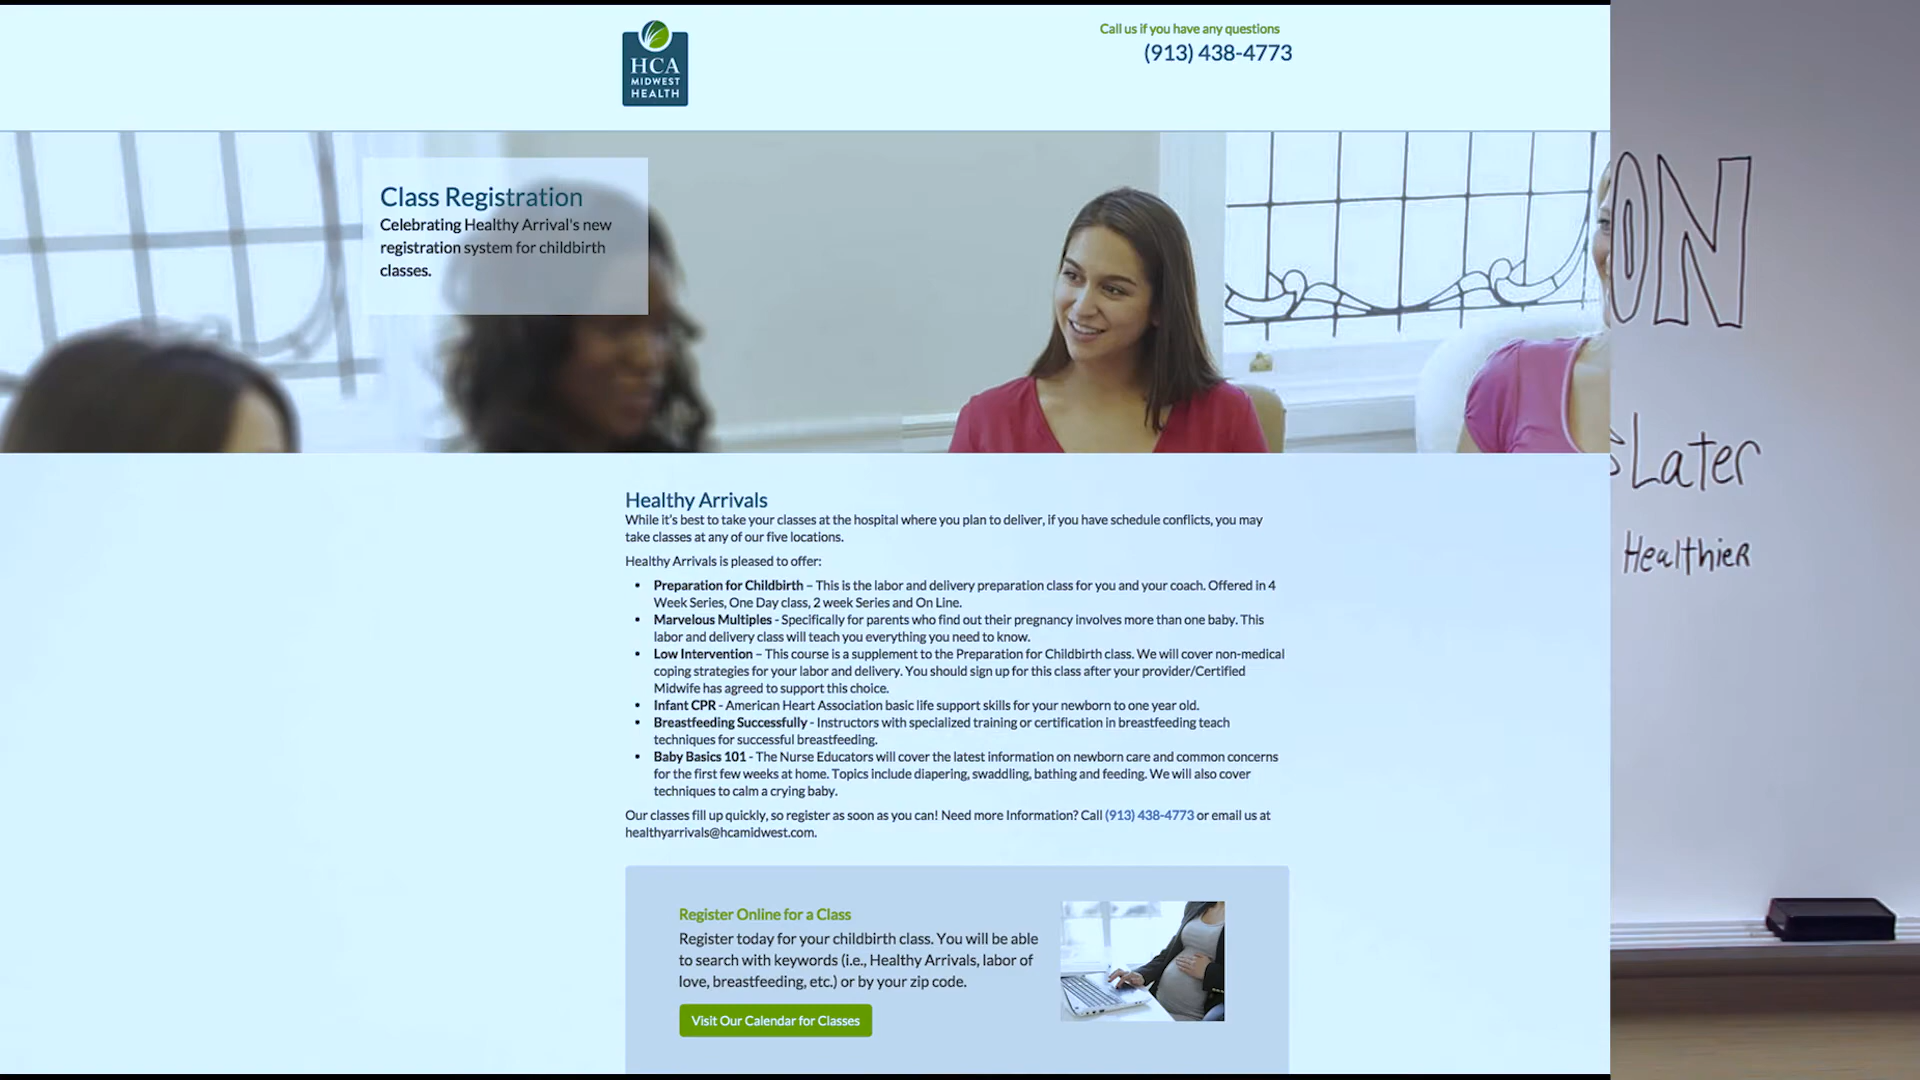 HCA
MIDWEST
HEALTH
Call us if you have any questions
(913) 438-4773
Class Registration
Celebrating Healthy Arrival's new
registration system for childbirth
classes.
ON
Later
Healthier
Healthy Arrivals
While it's best to take your classes at the hospital where you plan to deliver, if you have schedule conflicts, you may
take classes at any of our five locations.
Healthy Arrivals is pleased to offer:
• Preparation for Childbirth – This is the labor and delivery preparation class for you and your coach. Offered in 4
Week Series, One Day class, 2 week Series and On Line.
• Marvelous Multiples - Specifically for parents who find out their pregnancy involves more than one baby. This
labor and delivery class will teach you everything you need to know.
• Low Intervention – This course is a supplement to the Preparation for Childbirth class. We will cover non-medical
coping strategies for your labor and delivery. You should sign up for this class after your provider/Certified
Midwife has agreed to support this choice.
• Infant CPR - American Heart Association basic life support skills for your newborn to one year old.
• Breastfeeding Successfully - Instructors with specialized training or certification in breastfeeding teach
techniques for successful breastfeeding.
• Baby Basics 101 - The Nurse Educators will cover the latest information on newborn care and common concerns
for the first few weeks at home. Topics include diapering, swaddling, bathing and feeding. We will also cover
techniques to calm a crying baby.
Our classes fill up quickly, so register as soon as you can! Need more Information? Call (913) 438-4773 or email us at
healthyarrivals@hcamidwest.com.
Register Online for a Class
Register today for your childbirth class. You will be able
to search with keywords (i.e., Healthy Arrivals, labor of
love, breastfeeding, etc.) or by your zip code.
Visit Our Calendar for Classes